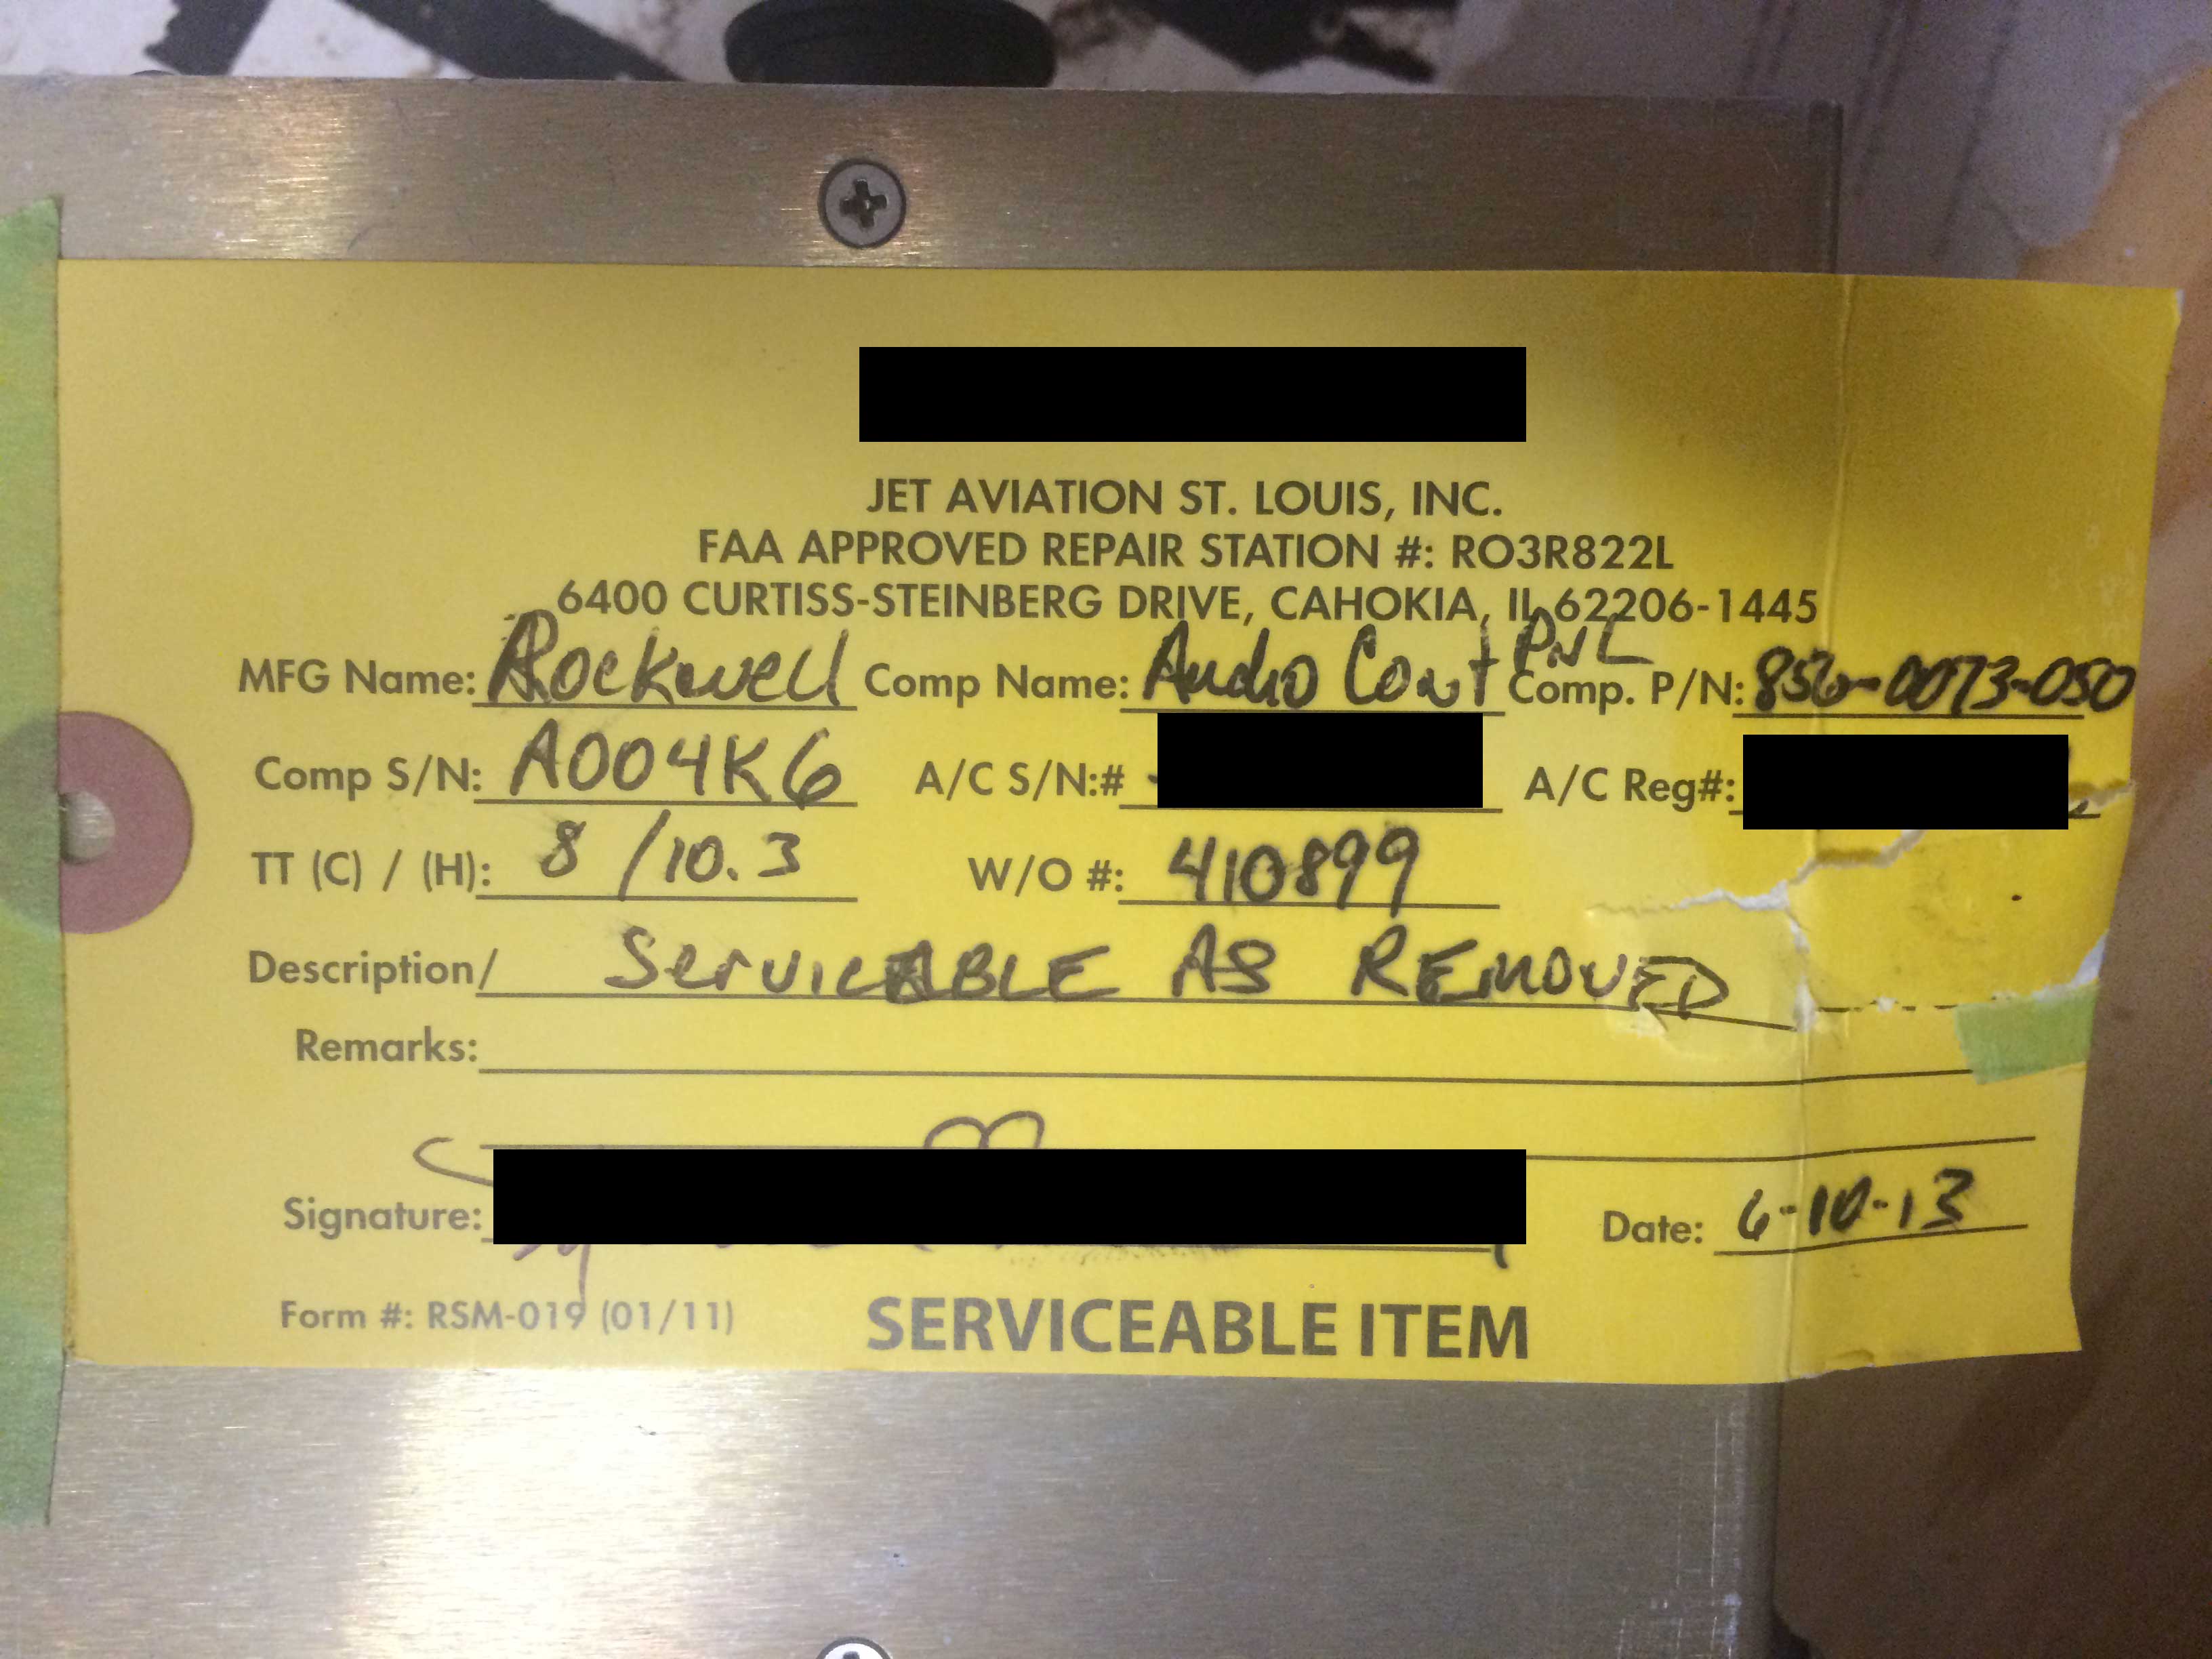 JET AVIATION ST. LOUIS, INC.
FAA APPROVED REPAIR STATION #: RO3R822L
6400 CURTISS-STEINBERG DRIVE, CAHOKIA, IL 62206-1445
MFG Name: Rockwell Comp Name: Audio Cont PNL Comp. P/N: 856-0073-050
Comp S/N: A004K6 A/C S/N:# A/C Reg#:
TT (C) / (H): 8 / 10.3 W/O #: 410899
Description/ SERVICEABLE AS REMOVED
Remarks:
Signature: Date: 6-10-13
Form #: RSM-019 (01/11) SERVICEABLE ITEM